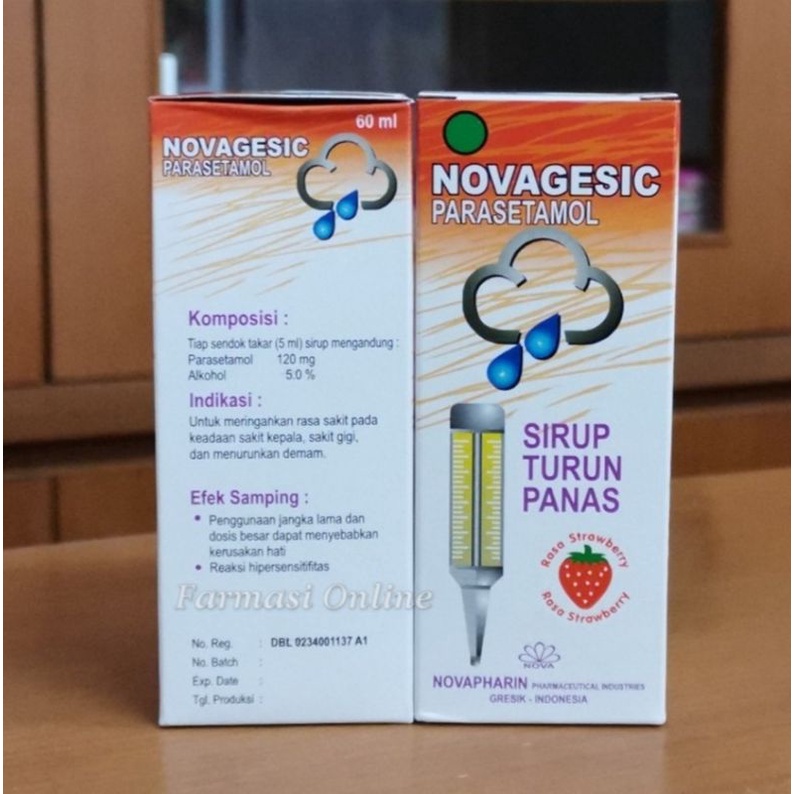 60 ml
NOVAGESIC
PARASETAMOL
Komposisi :
Tiap sendok takar (5 ml) sirup mengandung :
Parasetamol 120 mg
Alkohol 5.0 %
Indikasi :
Untuk meringankan rasa sakit pada
keadaan sakit kepala, sakit gigi,
dan menurunkan demam.
Efek Samping :
• Penggunaan jangka lama dan
dosis besar dapat menyebabkan
kerusakan hati
• Reaksi hipersensitifitas
Farmasi Online
No. Reg. : DBL 0234001137 A1
No. Batch :
Exp. Date :
Tgl. Produksi :
NOVAGESIC
PARASETAMOL
SIRUP
TURUN
PANAS
Rasa Strawberry
Rasa Strawberry
NOVA
NOVAPHARIN PHARMACEUTICAL INDUSTRIES
GRESIK - INDONESIA